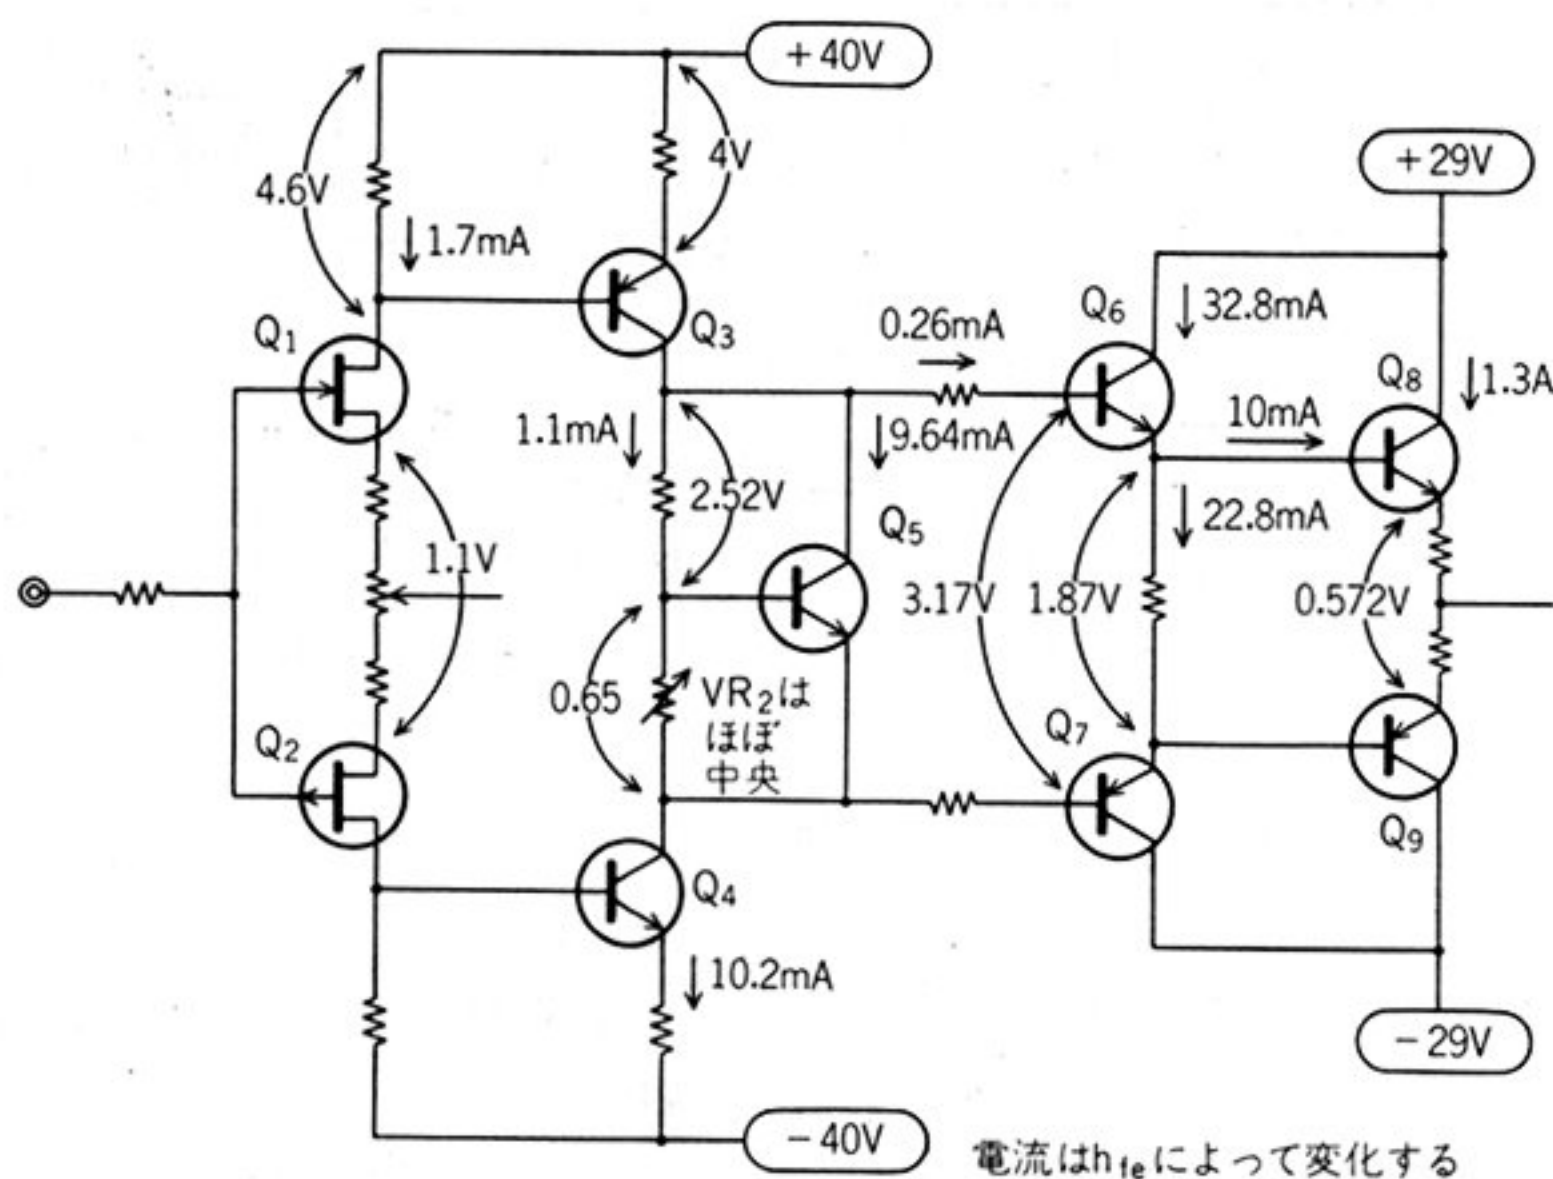 +40V
4.6V
4V
+29V
1.7mA
Q1
Q3
0.26mA
Q6
32.8mA
Q8
1.3A
1.1mA
9.64mA
10mA
2.52V
Q5
22.8mA
1.1V
3.17V
1.87V
0.572V
0.65
VR2は
ほぼ
中央
Q2
Q7
Q9
Q4
10.2mA
-29V
-40V
電流はhfeによって変化する